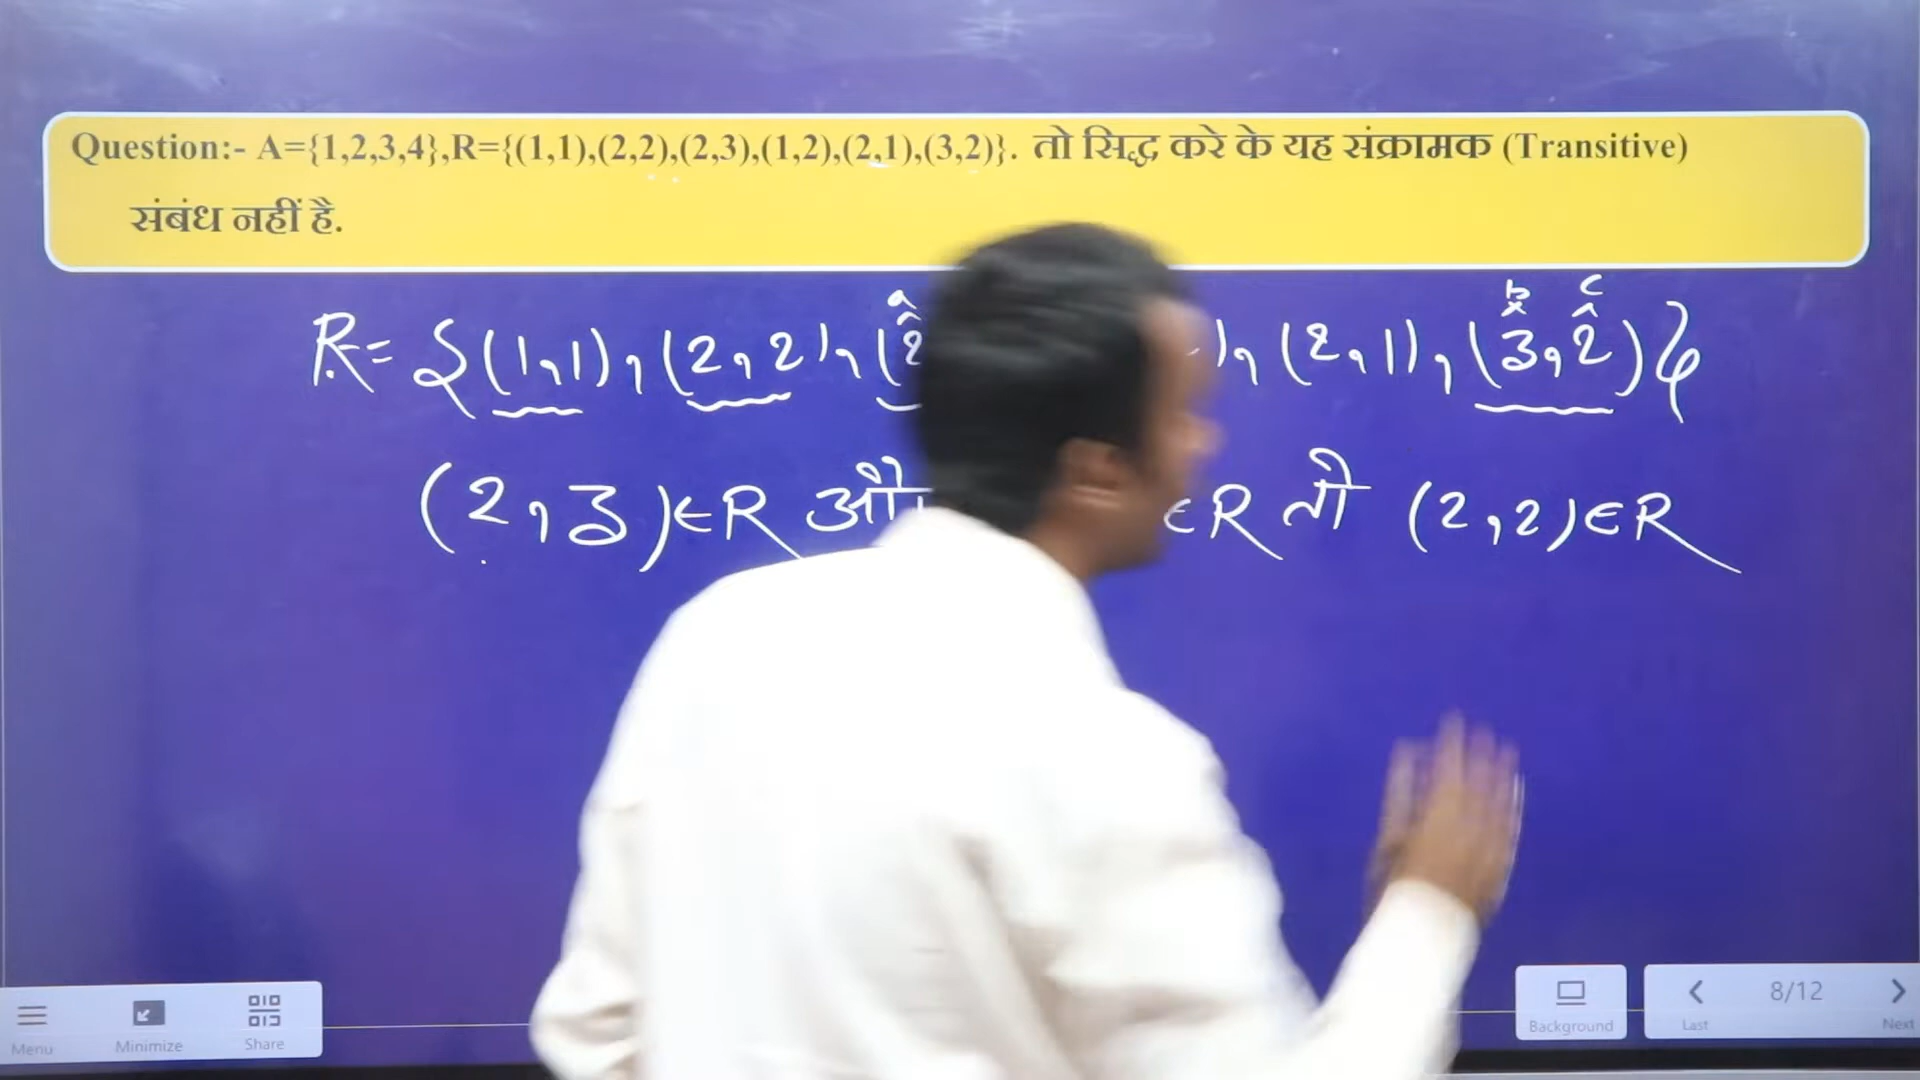 Question:- A={1,2,3,4},R={(1,1),(2,2),(2,3),(1,2),(2,1),(3,2)}. तो सिद्ध करे के यह संक्रामक (Transitive)
संबंध नहीं है.
a b c
R= {(1,1), (2,2), (2 ), (2,1), (3,2)}
(2,3)∈R ∈R तो (2,2)∈R
Menu Minimize Share Background Last 8/12 Next